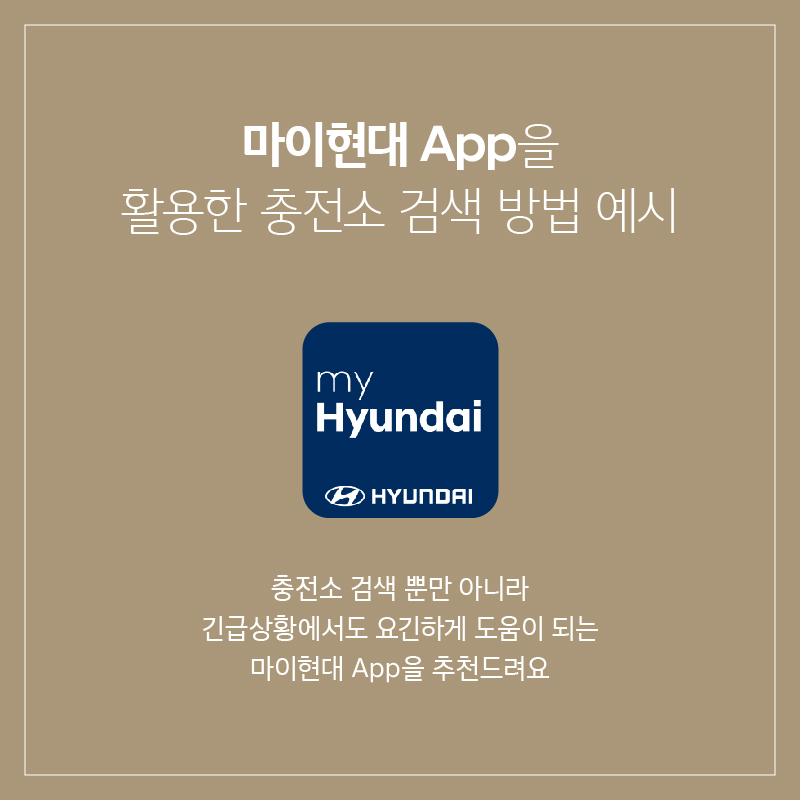 마이현대 App을
활용한 충전소 검색 방법 예시
my
Hyundai
HYUNDAI
충전소 검색 뿐만 아니라
긴급상황에서도 요긴하게 도움이 되는
마이현대 App을 추천드려요